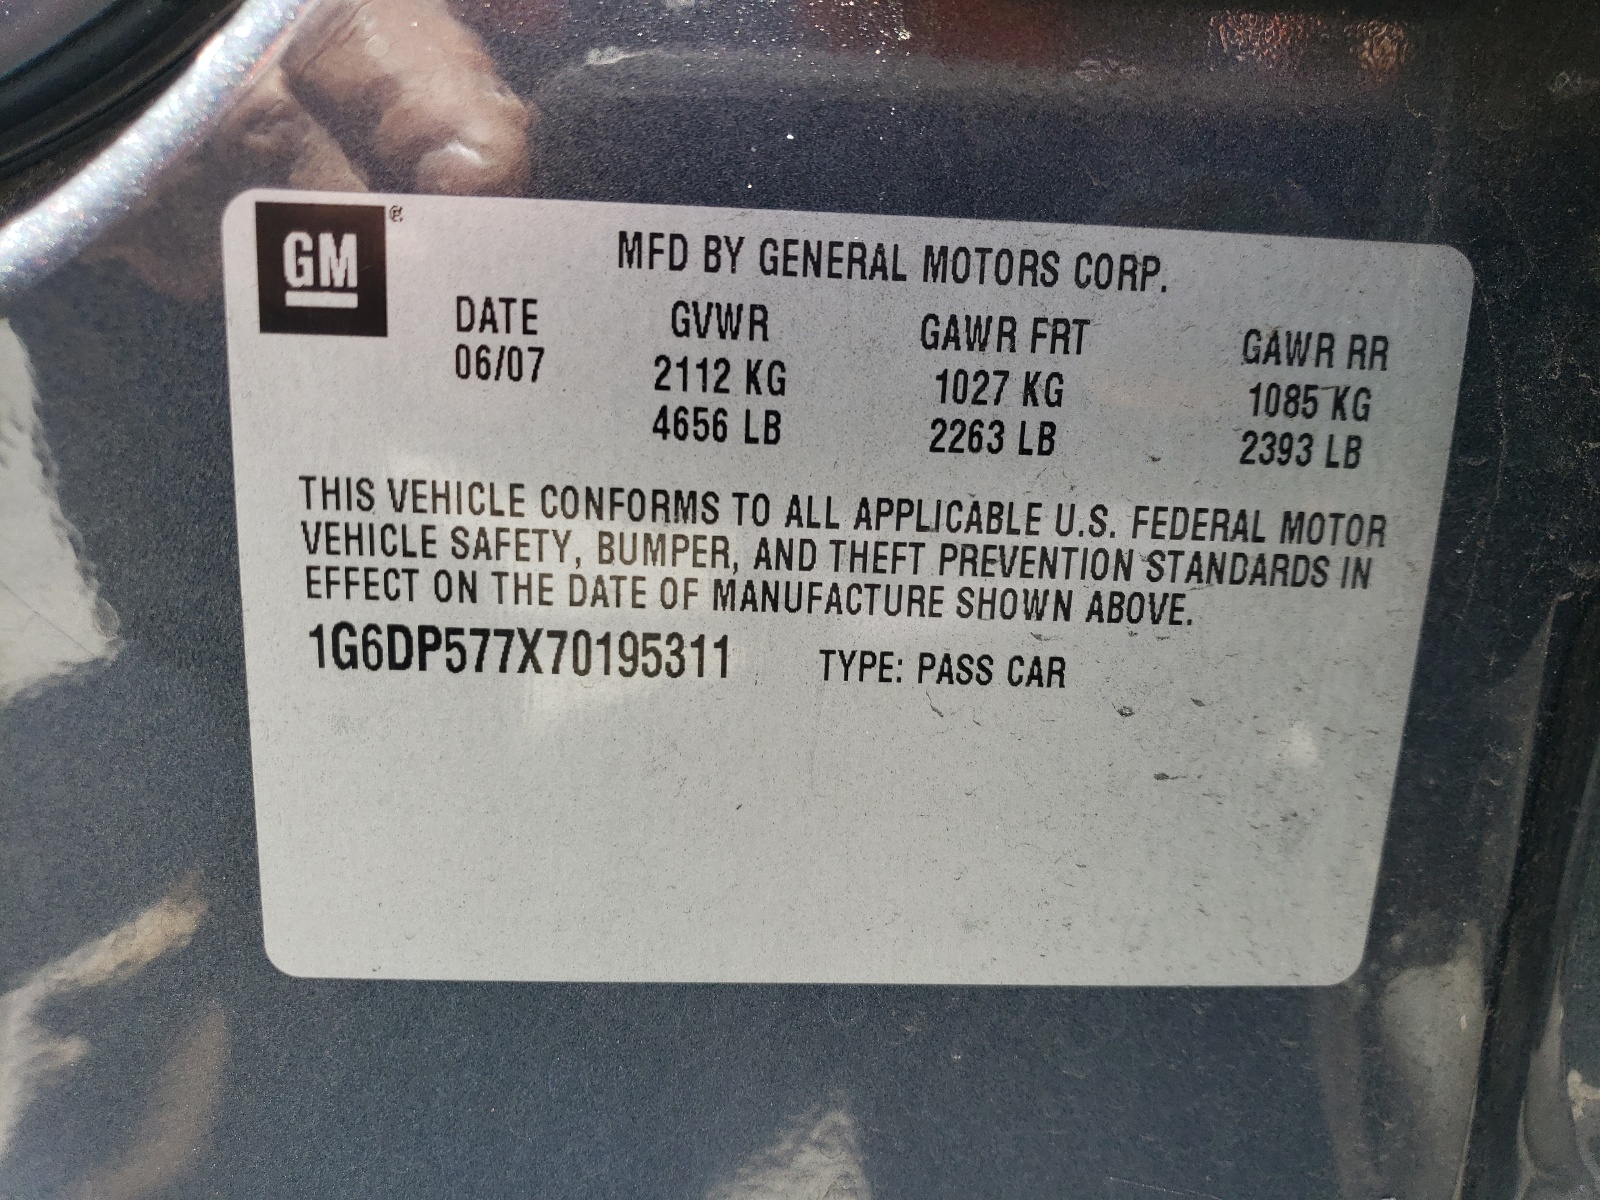 GM ®
MFD BY GENERAL MOTORS CORP.
DATE GVWR GAWR FRT GAWR RR
06/07 2112 KG 1027 KG 1085 KG
4656 LB 2263 LB 2393 LB
THIS VEHICLE CONFORMS TO ALL APPLICABLE U.S. FEDERAL MOTOR
VEHICLE SAFETY, BUMPER, AND THEFT PREVENTION STANDARDS IN
EFFECT ON THE DATE OF MANUFACTURE SHOWN ABOVE.
1G6DP577X70195311 TYPE: PASS CAR